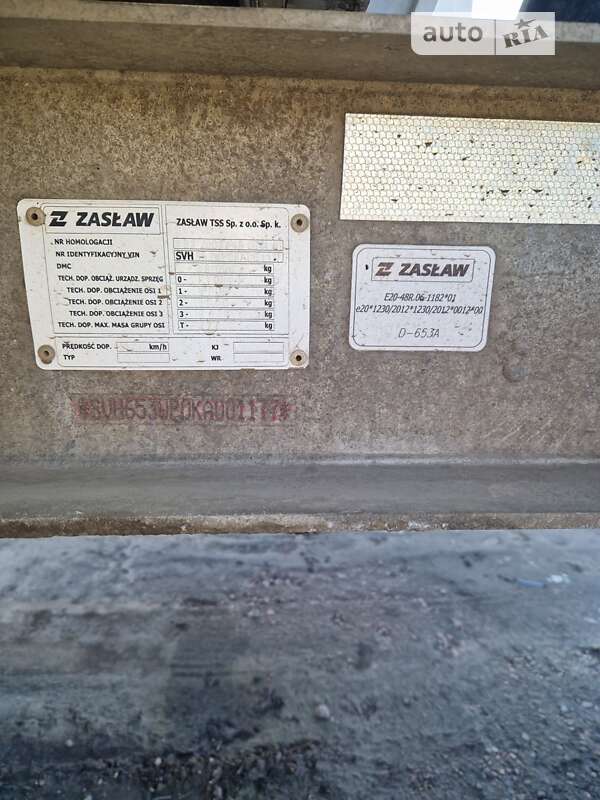 auto RIA
ZASŁAW
ZASŁAW TSS Sp. z o.o. Sp. k.
NR HOMOLOGACJI
NR IDENTYFIKACYJNY VIN SVH
DMC kg
TECH. DOP. OBCIĄŻ. URZĄDZ. SPRZĘG 0- kg
TECH. DOP. OBCIĄŻENIE OSI 1 1- kg
TECH. DOP. OBCIĄŻENIE OSI 2 2- kg
TECH. DOP. OBCIĄŻENIE OSI 3 3- kg
TECH. DOP. MAX. MASA GRUPY OSI T- kg
PRĘDKOŚĆ DOP. km/h KJ
TYP WR
ZASŁAW
E20-48R.06-1182*01
e20*1230/2012*1230/2012*0012*00
D-653A